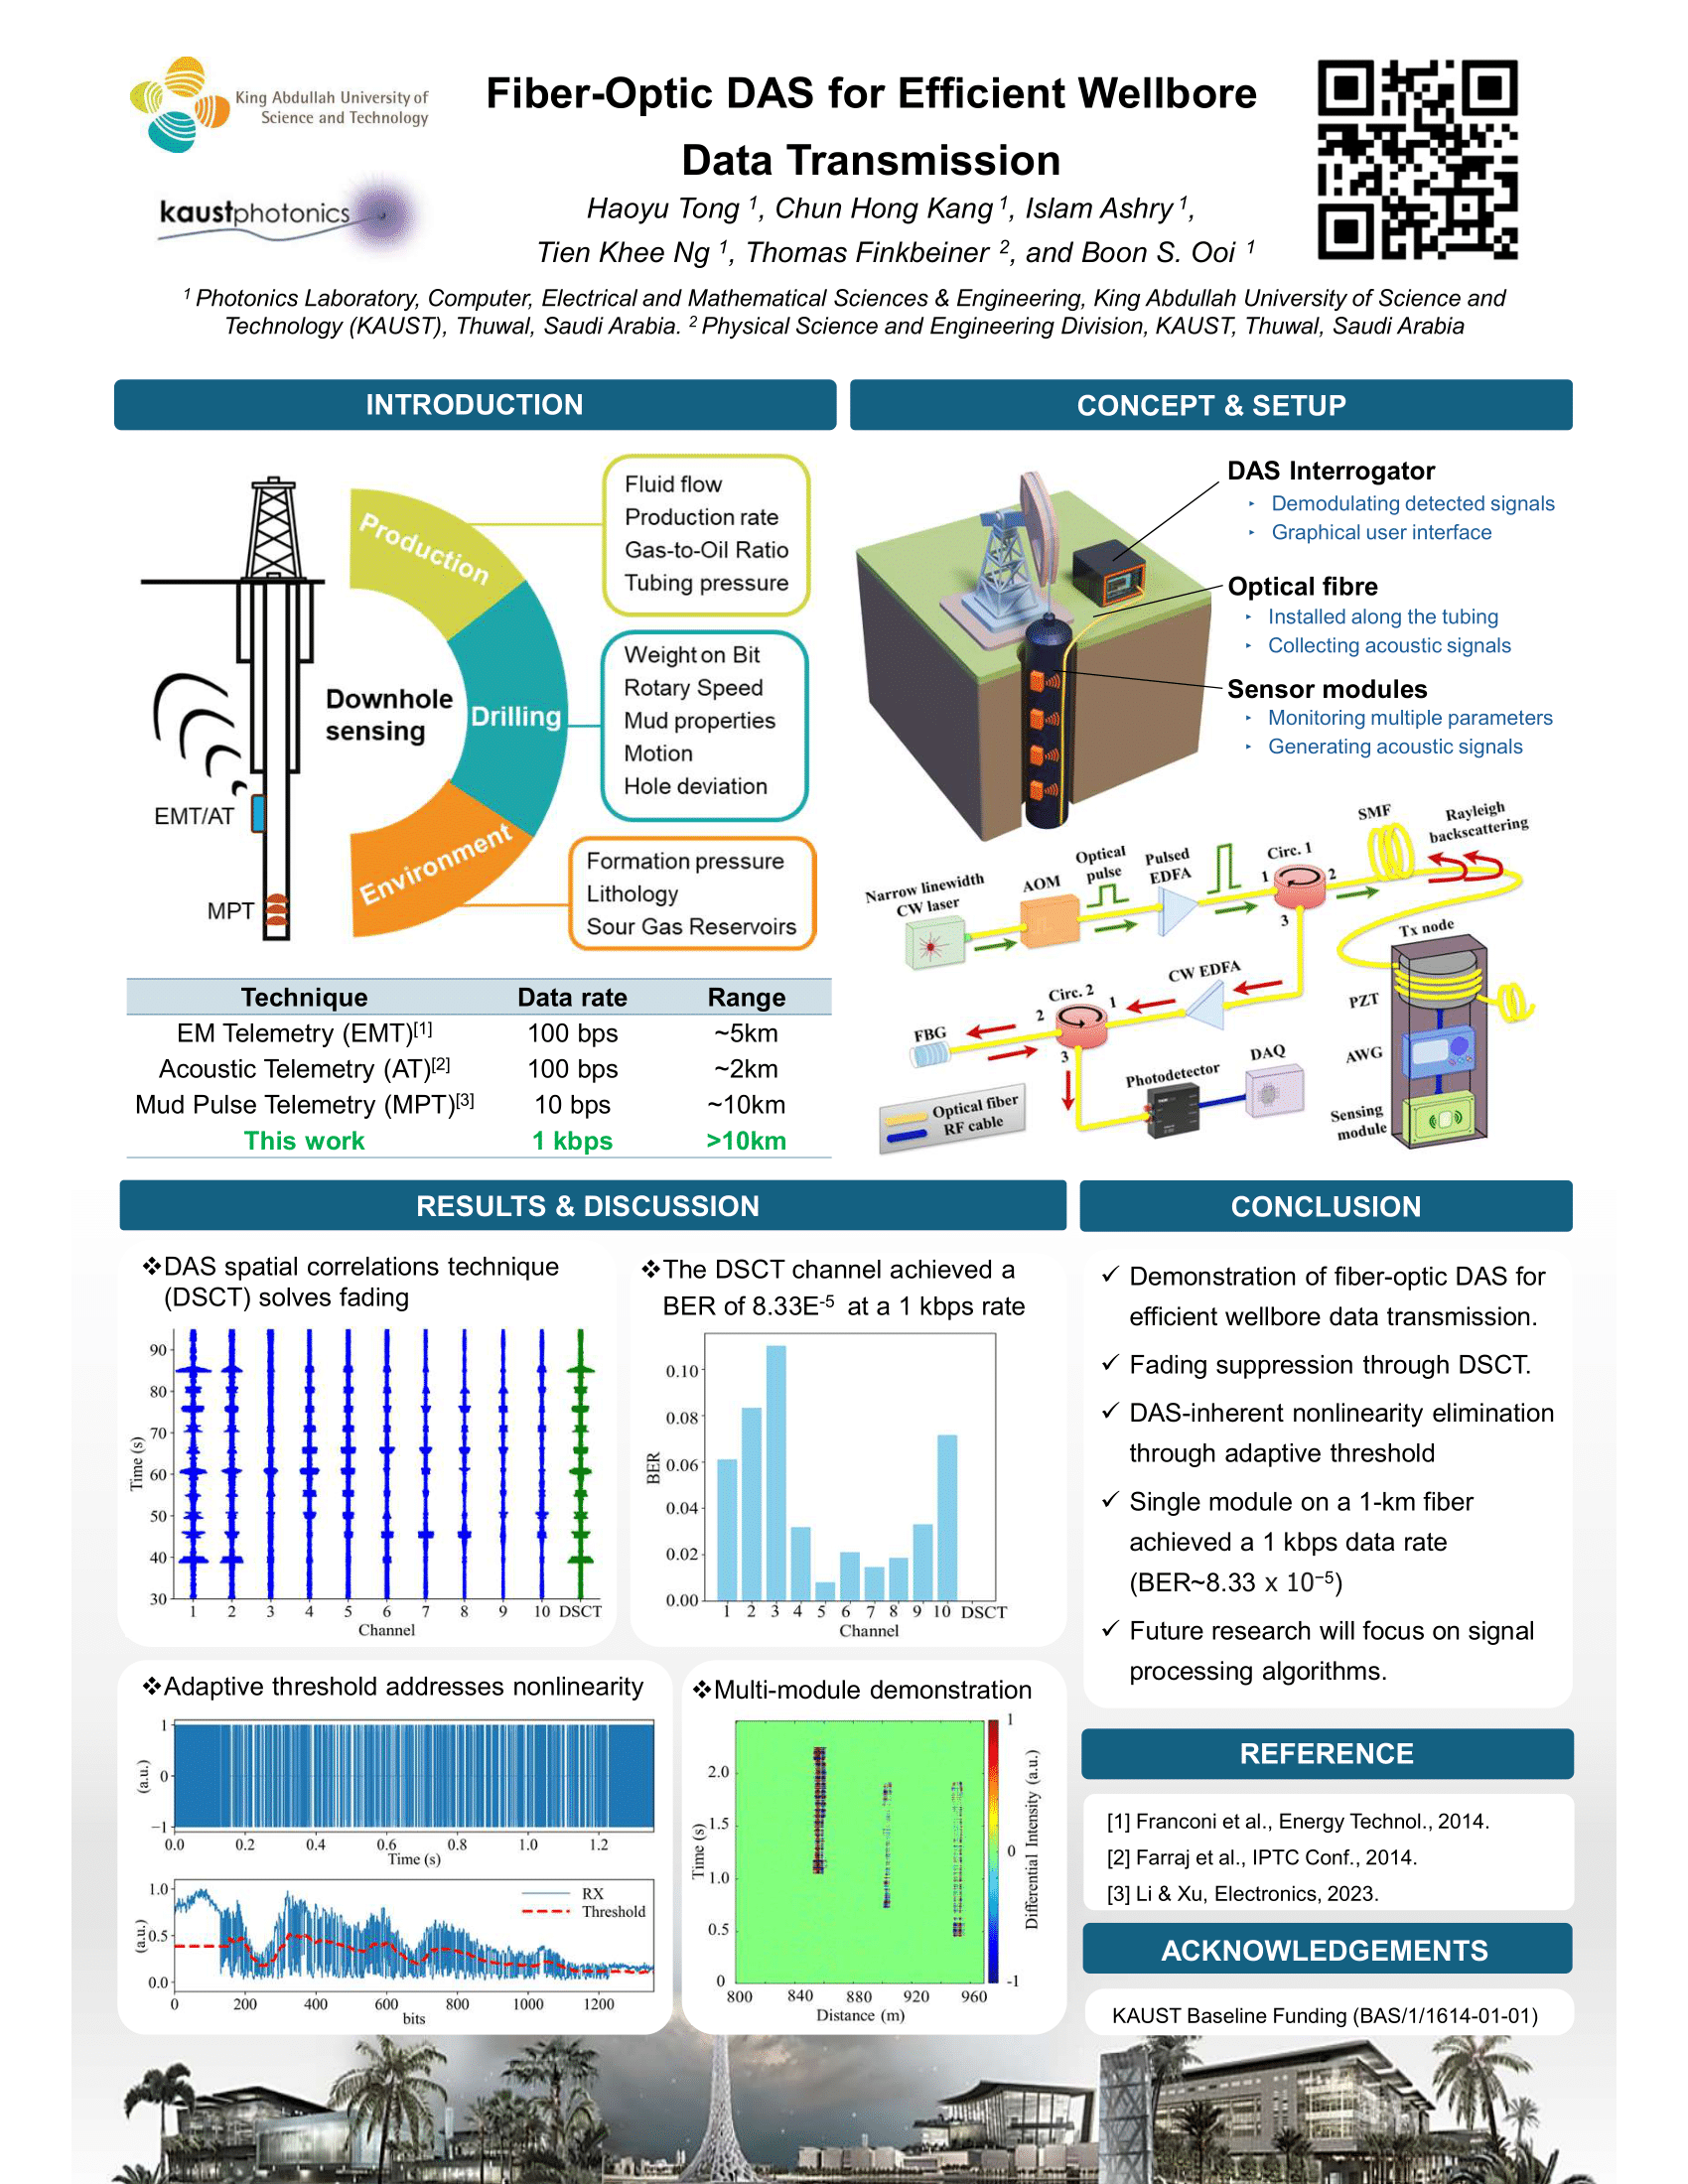 King Abdullah University of
Science and Technology
kaustphotonics
Fiber-Optic DAS for Efficient Wellbore
Data Transmission
Haoyu Tong ¹, Chun Hong Kang ¹, Islam Ashry ¹,
Tien Khee Ng ¹, Thomas Finkbeiner ², and Boon S. Ooi ¹
¹ Photonics Laboratory, Computer, Electrical and Mathematical Sciences & Engineering, King Abdullah University of Science and
Technology (KAUST), Thuwal, Saudi Arabia. ² Physical Science and Engineering Division, KAUST, Thuwal, Saudi Arabia
INTRODUCTION
Production
Drilling
Environment
Downhole
sensing
EMT/AT
MPT
Fluid flow
Production rate
Gas-to-Oil Ratio
Tubing pressure
Weight on Bit
Rotary Speed
Mud properties
Motion
Hole deviation
Formation pressure
Lithology
Sour Gas Reservoirs
Technique Data rate Range
EM Telemetry (EMT)[1] 100 bps ~5km
Acoustic Telemetry (AT)[2] 100 bps ~2km
Mud Pulse Telemetry (MPT)[3] 10 bps ~10km
This work 1 kbps >10km
CONCEPT & SETUP
DAS Interrogator
‣ Demodulating detected signals
‣ Graphical user interface
Optical fibre
‣ Installed along the tubing
‣ Collecting acoustic signals
Sensor modules
‣ Monitoring multiple parameters
‣ Generating acoustic signals
Narrow linewidth
CW laser
AOM
Optical
pulse
Pulsed
EDFA
Circ. 1
1
2
3
SMF
Rayleigh
backscattering
Tx node
PZT
AWG
Sensing
module
CW EDFA
Circ. 2
1
2
3
FBG
Photodetector
DAQ
Optical fiber
RF cable
RESULTS & DISCUSSION
❖DAS spatial correlations technique
(DSCT) solves fading
90
80
70
60
50
40
30
Time (s)
1 2 3 4 5 6 7 8 9 10 DSCT
Channel
❖The DSCT channel achieved a
BER of 8.33E⁻⁵ at a 1 kbps rate
0.10
0.08
0.06
0.04
0.02
0.00
BER
1 2 3 4 5 6 7 8 9 10 DSCT
Channel
❖Adaptive threshold addresses nonlinearity
1
0
−1
(a.u.)
0.0 0.2 0.4 0.6 0.8 1.0 1.2
Time (s)
1.0
0.5
0.0
(a.u.)
RX
Threshold
0 200 400 600 800 1000 1200
bits
❖Multi-module demonstration
2.0
1.5
1.0
0.5
0
Time (s)
800 840 880 920 960
Distance (m)
1
0
-1
Differential Intensity (a.u.)
CONCLUSION
✓ Demonstration of fiber-optic DAS for
efficient wellbore data transmission.
✓ Fading suppression through DSCT.
✓ DAS-inherent nonlinearity elimination
through adaptive threshold
✓ Single module on a 1-km fiber
achieved a 1 kbps data rate
(BER~8.33 x 10⁻⁵)
✓ Future research will focus on signal
processing algorithms.
REFERENCE
[1] Franconi et al., Energy Technol., 2014.
[2] Farraj et al., IPTC Conf., 2014.
[3] Li & Xu, Electronics, 2023.
ACKNOWLEDGEMENTS
KAUST Baseline Funding (BAS/1/1614-01-01)